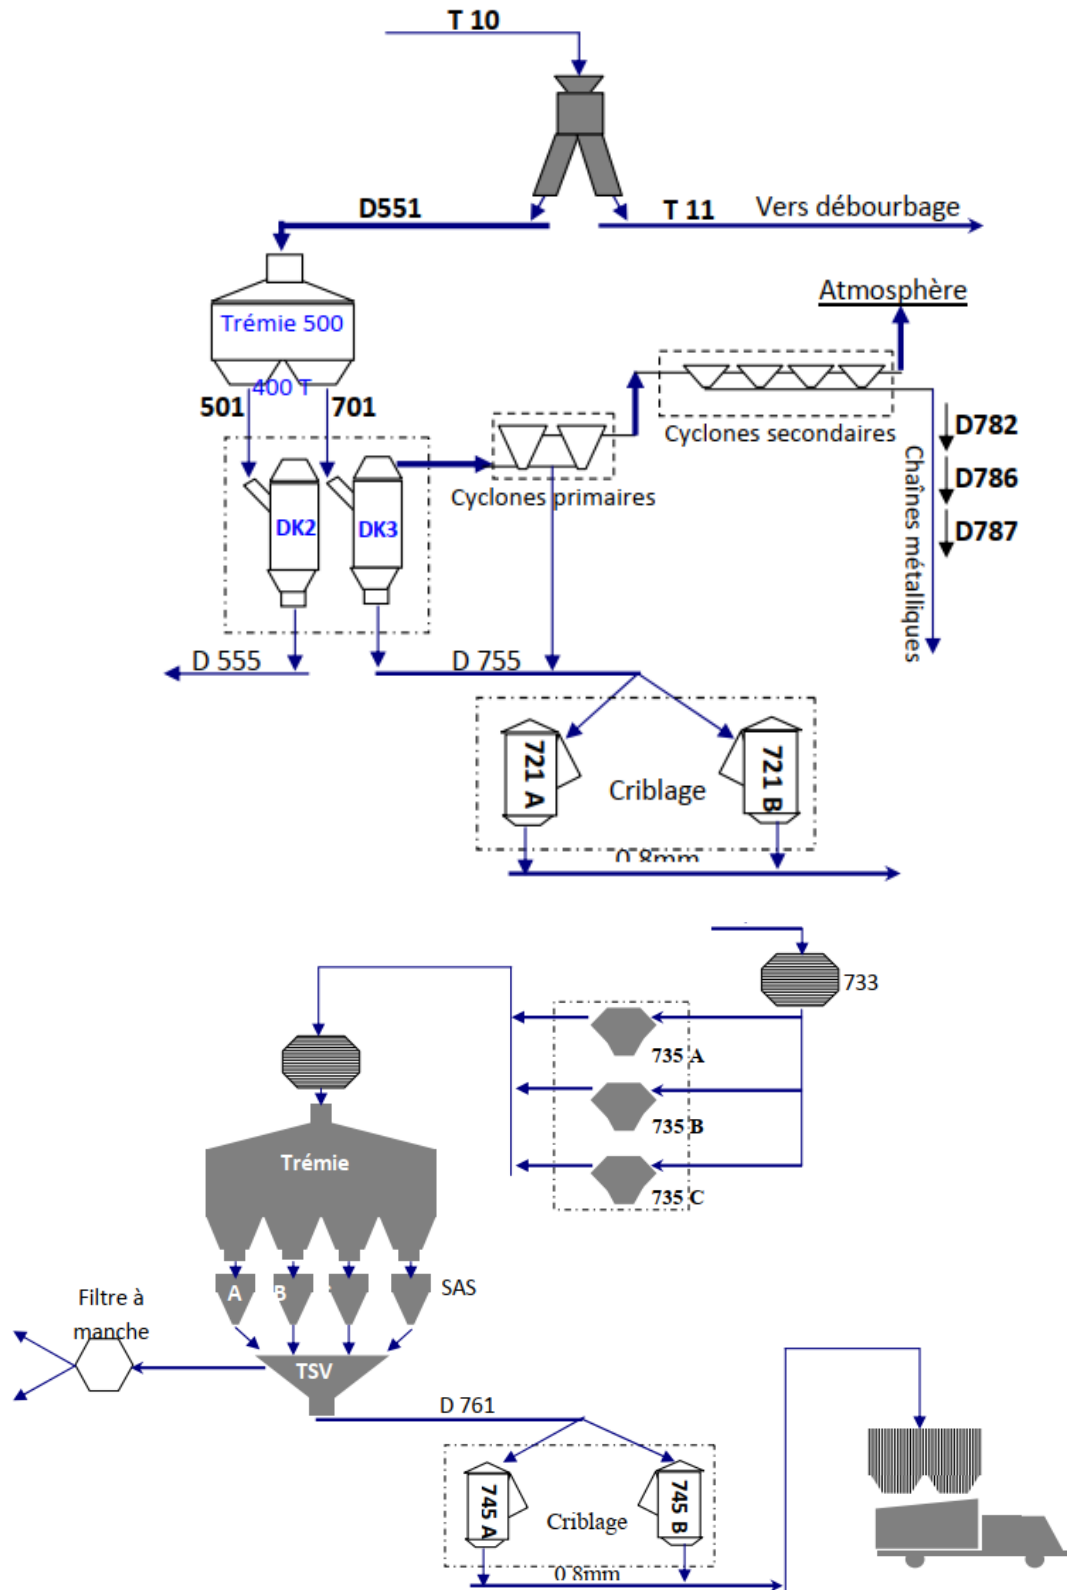 T 10
D551
T 11
Vers débourbage
Atmosphère
Trémie 500
400 T
501
701
Cyclones secondaires
D782
D786
D787
Chaînes métalliques
Cyclones primaires
DK2
DK3
D 555
D 755
721 A
721 B
Criblage
0.8mm
733
735 A
735 B
735 C
Trémie
A
B
SAS
Filtre à
manche
TSV
D 761
745 A
745 B
Criblage
0.8mm